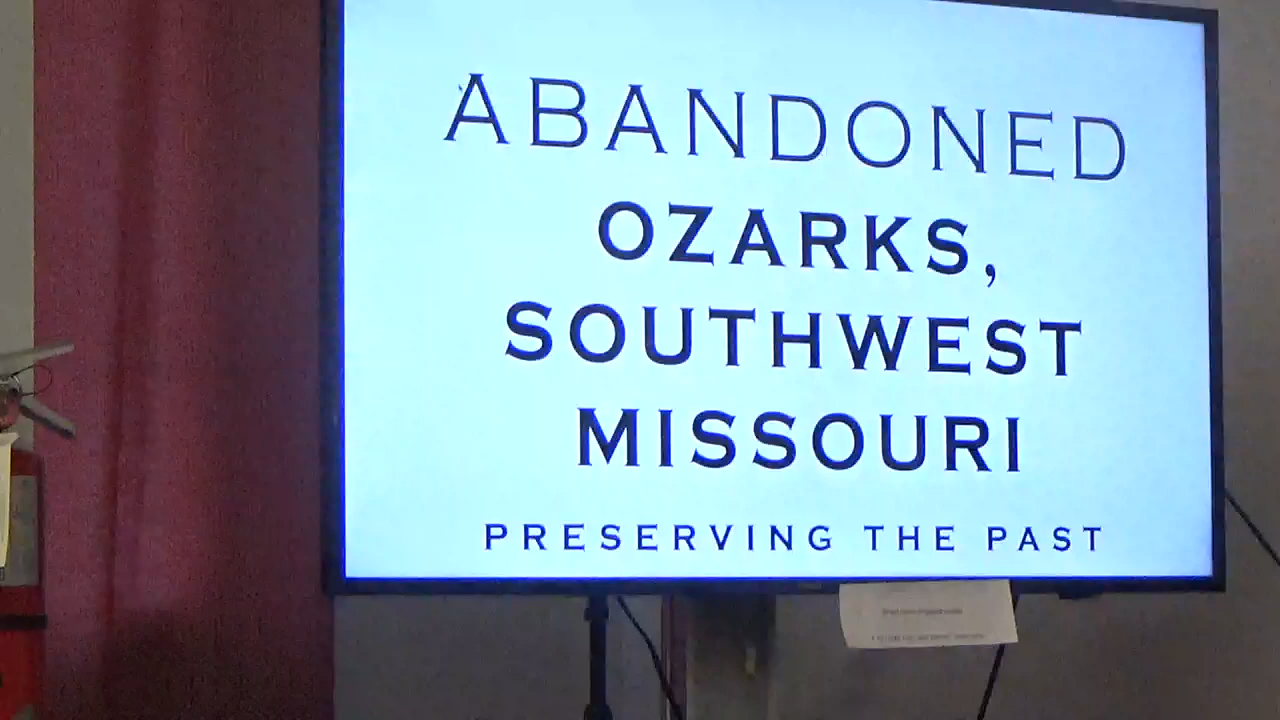 ABANDONED
OZARKS,
SOUTHWEST
MISSOURI
PRESERVING THE PAST